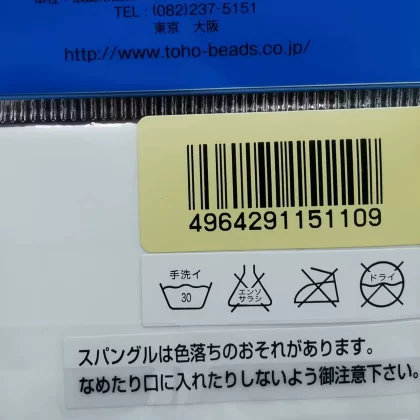 TEL : (082)237-5151
東京 大阪
http://www.toho-beads.co.jp/
4964291151109
手洗イ
30
エンソ
サラシ
ドライ
スパングルは色落ちのおそれがあります。
なめたり口に入れたりしないよう御注意下さい。